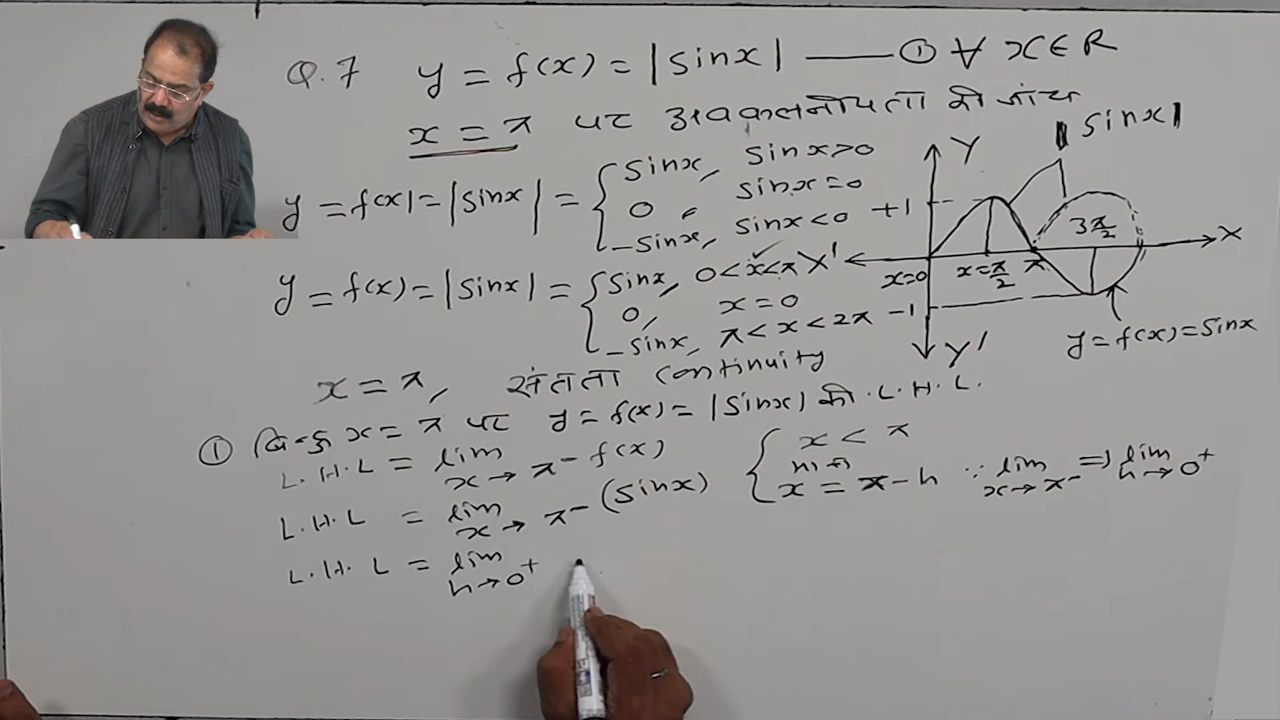 Q.7 y = f(x) = |sinx| —— ① ∀ x∈R
x = π पर अवकलनीयता की जांच
y = f(x) = |sinx| = { sinx, sinx>0
0, sinx=0
-sinx, sinx<0
y = f(x) = |sinx| = { sinx, 0<x<π
0, x=0
-sinx, π<x<2π
|sinx|
Y
+1
3π/2
X' x=0 x=π/2 π X
-1
Y'
y = f(x) = sinx
x = π, संतता continuity
① बिन्दु x = π पर y = f(x) = |sinx| की L.H.L.
L.H.L = lim x→π⁻ f(x) { x < π
L.H.L = lim x→π⁻ (sinx) x = π-h ∵ lim x→π⁻ ⇒ lim h→0⁺
L.H.L = lim h→0⁺